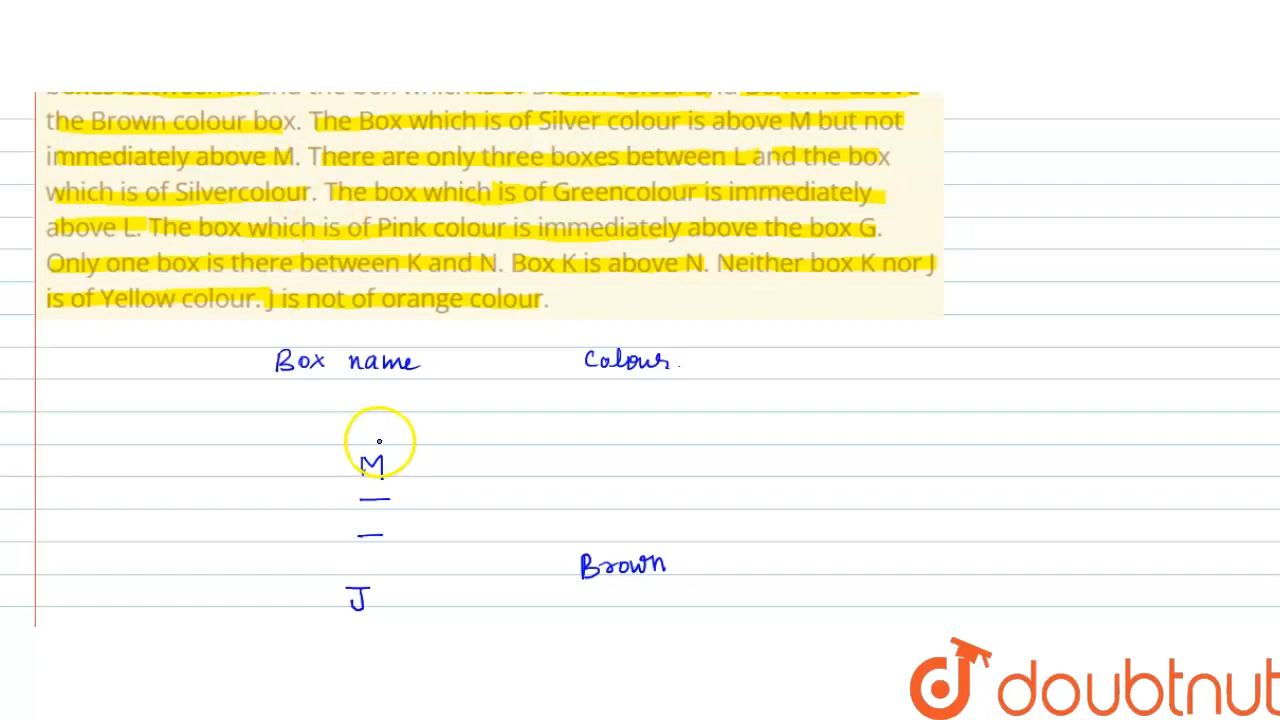 the Brown colour box. The Box which is of Silver colour is above M but not
immediately above M. There are only three boxes between L and the box
which is of Silvercolour. The box which is of Greencolour is immediately
above L. The box which is of Pink colour is immediately above the box G.
Only one box is there between K and N. Box K is above N. Neither box K nor J
is of Yellow colour. J is not of orange colour.
Box name Colour.
M
Brown
J
doubtnut